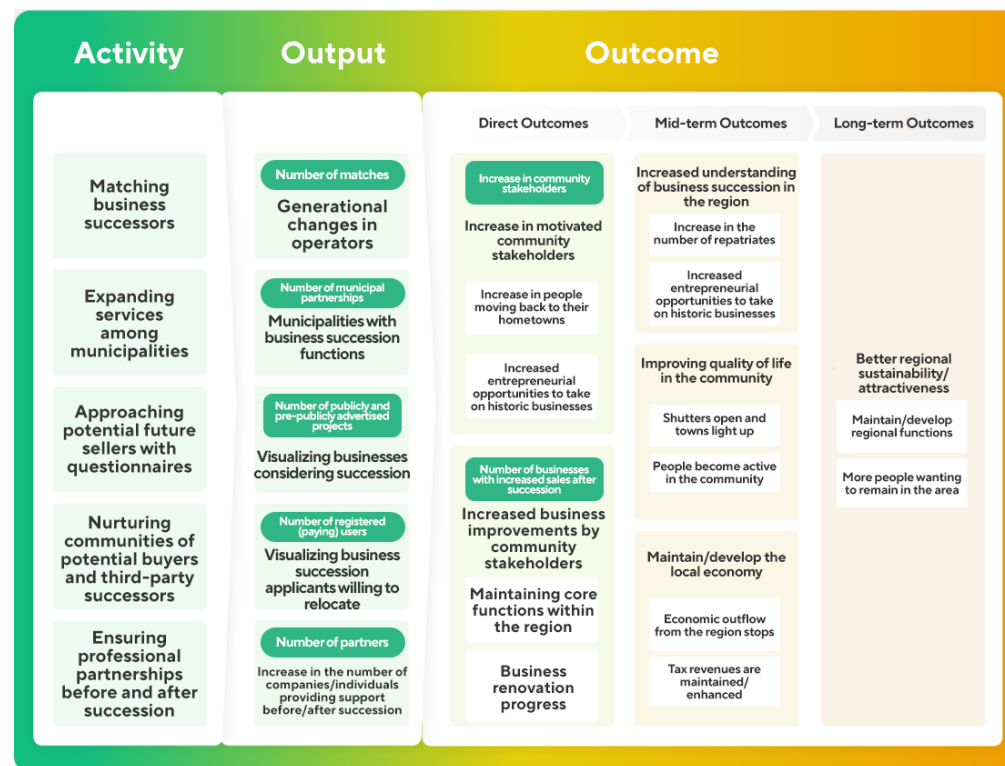 Activity
Output
Outcome
Direct Outcomes
Mid-term Outcomes
Long-term Outcomes
Matching
business
successors
Expanding
services
among
municipalities
Approaching
potential future
sellers with
questionnaires
Nurturing
communities of
potential buyers
and third-party
successors
Ensuring
professional
partnerships
before and after
succession
Number of matches
Generational
changes in
operators
Number of municipal
partnerships
Municipalities with
business succession
functions
Number of publicly and
pre-publicly advertised
projects
Visualizing businesses
considering succession
Number of registered
(paying) users
Visualizing business
succession
applicants willing to
relocate
Number of partners
Increase in the number of
companies/individuals
providing support
before/after succession
Increase in community
stakeholders
Increase in motivated
community
stakeholders
Increase in people
moving back to their
hometowns
Increased
entrepreneurial
opportunities to take
on historic businesses
Number of businesses
with increased sales after
succession
Increased business
improvements by
community
stakeholders
Maintaining core
functions within
the region
Business
renovation
progress
Increased understanding
of business succession in
the region
Increase in the
number of repatriates
Increased
entrepreneurial
opportunities to take
on historic businesses
Improving quality of life
in the community
Shutters open and
towns light up
People become active
in the community
Maintain/develop the
local economy
Economic outflow
from the region stops
Tax revenues are
maintained/
enhanced
Better regional
sustainability/
attractiveness
Maintain/develop
regional functions
More people wanting
to remain in the area